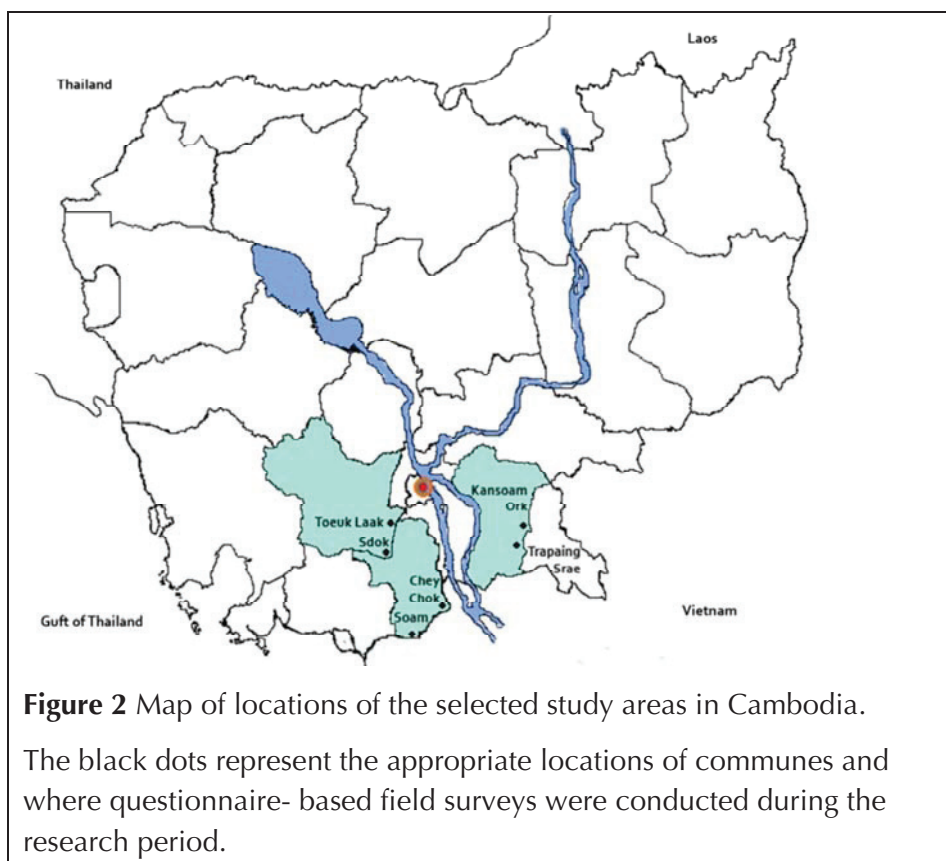 Laos
Thailand
Kansoam
Ork
Toeuk Laak
Sdok
Trapaing
Srae
Chey
Chok
Soam
Guft of Thailand
Vietnam
Figure 2 Map of locations of the selected study areas in Cambodia.
The black dots represent the appropriate locations of communes and
where questionnaire- based field surveys were conducted during the
research period.